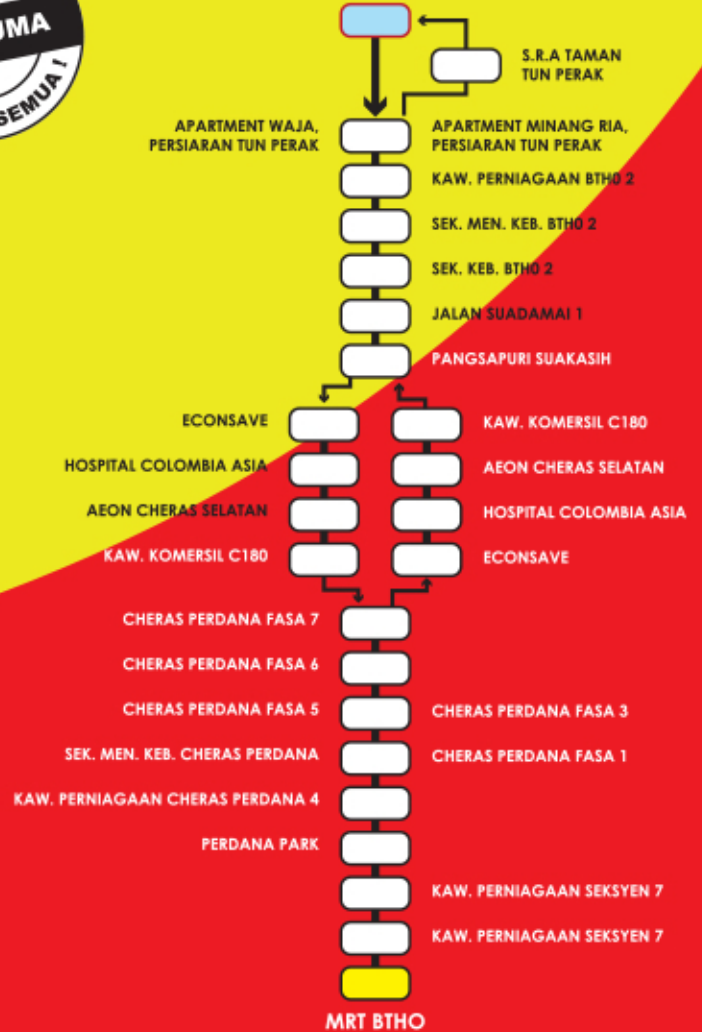 UMA
SEMUA !
S.R.A TAMAN
TUN PERAK
APARTMENT WAJA,
PERSIARAN TUN PERAK
APARTMENT MINANG RIA,
PERSIARAN TUN PERAK
KAW. PERNIAGAAN BTHO 2
SEK. MEN. KEB. BTHO 2
SEK. KEB. BTHO 2
JALAN SUADAMAI 1
PANGSAPURI SUAKASIH
ECONSAVE
KAW. KOMERSIL C180
HOSPITAL COLOMBIA ASIA
AEON CHERAS SELATAN
AEON CHERAS SELATAN
HOSPITAL COLOMBIA ASIA
KAW. KOMERSIL C180
ECONSAVE
CHERAS PERDANA FASA 7
CHERAS PERDANA FASA 6
CHERAS PERDANA FASA 5
CHERAS PERDANA FASA 3
SEK. MEN. KEB. CHERAS PERDANA
CHERAS PERDANA FASA 1
KAW. PERNIAGAAN CHERAS PERDANA 4
PERDANA PARK
KAW. PERNIAGAAN SEKSYEN 7
KAW. PERNIAGAAN SEKSYEN 7
MRT BTHO